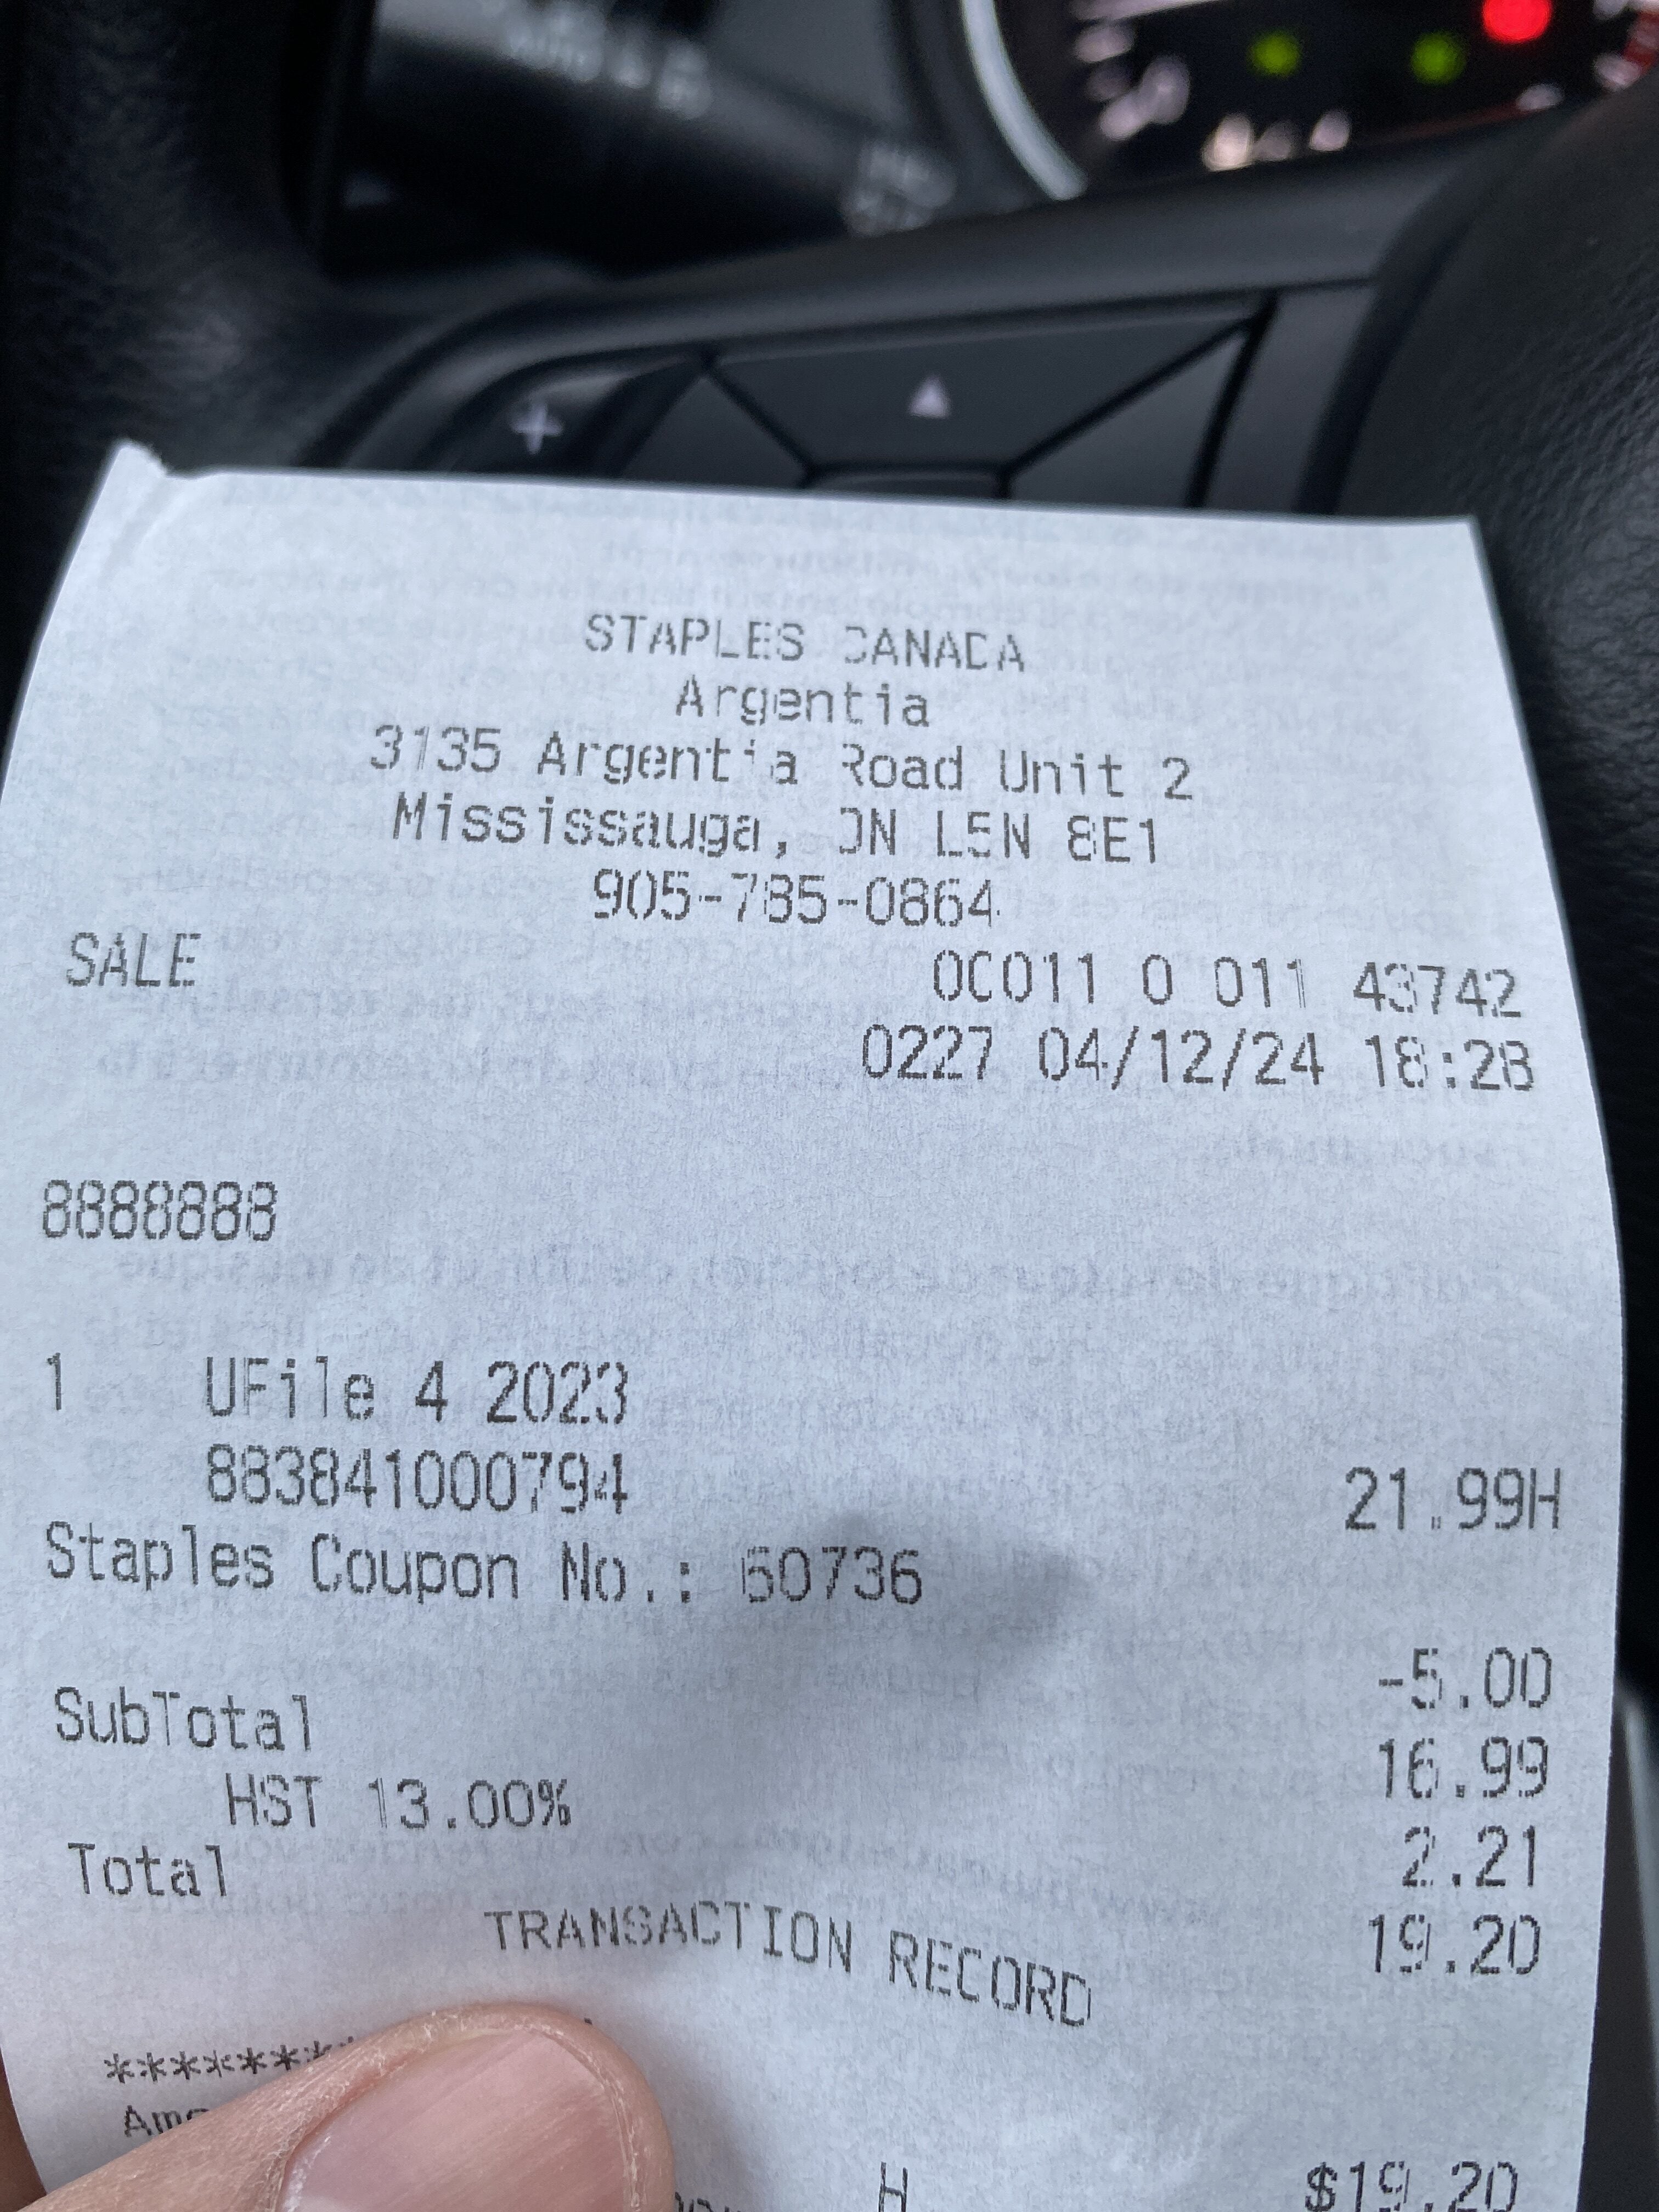 STAPLES CANADA
Argentia
3135 Argentia Road Unit 2
Mississauga, ON L5N 8E1
905-785-0864
SALE 00011 0 011 43742
0227 04/12/24 18:28
8888888
1 UFile 4 2023
883841000794 21.99H
Staples Coupon No.: 60736
-5.00
SubTotal 16.99
HST 13.00% 2.21
Total 19.20
TRANSACTION RECORD
********
H $19.20